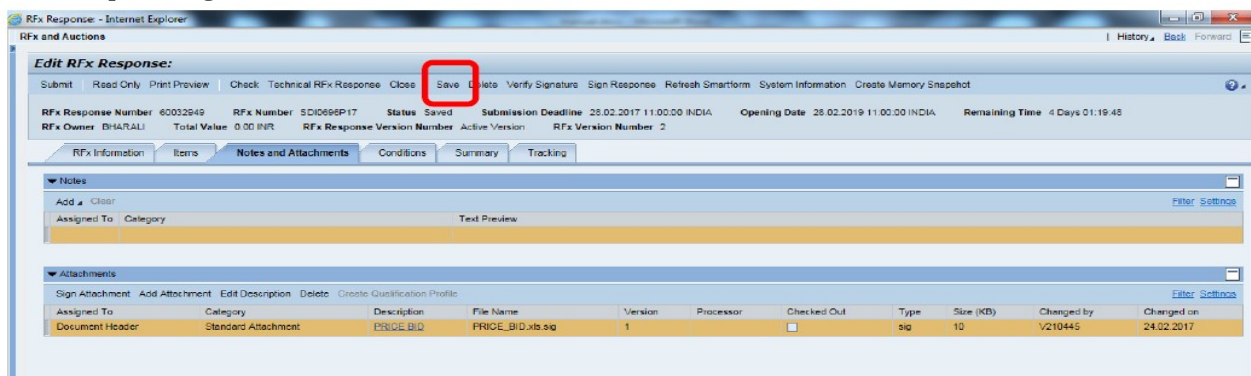 RFx Response: - Internet Explorer
RFx and Auctions | History Back Forward
Edit RFx Response:
Submit | Read Only Print Preview | Check Technical RFx Response Close | Save Delete Verify Signature Sign Response Refresh Smartform System Information Create Memory Snapshot
RFx Response Number 60032949 RFx Number SDI0696P17 Status Saved Submission Deadline 28.02.2017 11:00:00 INDIA Opening Date 28.02.2019 11:00:00 INDIA Remaining Time 4 Days 01:19:48
RFx Owner BHARALI Total Value 0.00 INR RFx Response Version Number Active Version RFx Version Number 2
RFx Information Items Notes and Attachments Conditions Summary Tracking
Notes
Add Clear Filter Settings
Assigned To Category Text Preview
Attachments
Sign Attachment Add Attachment Edit Description Delete Create Qualification Profile Filter Settings
Assigned To Category Description File Name Version Processor Checked Out Type Size (KB) Changed by Changed on
Document Header Standard Attachment PRICE BID PRICE_BID.xls.sig 1 sig 10 V210445 24.02.2017